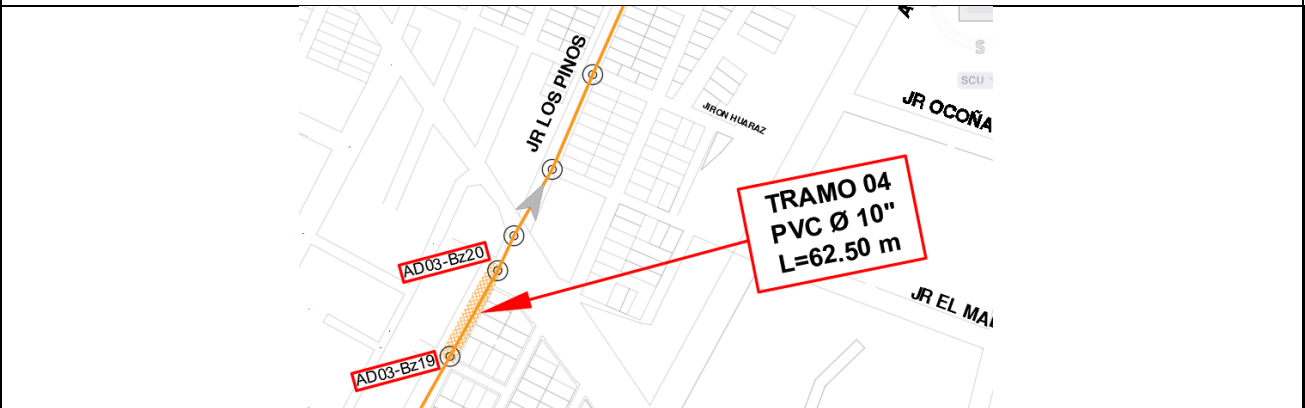 JR LOS PINOS
S
SCU
JIRON HUARAZ
JR OCOÑA
TRAMO 04
PVC Ø 10"
L=62.50 m
AD03-Bz20
JR EL MA
AD03-Bz19